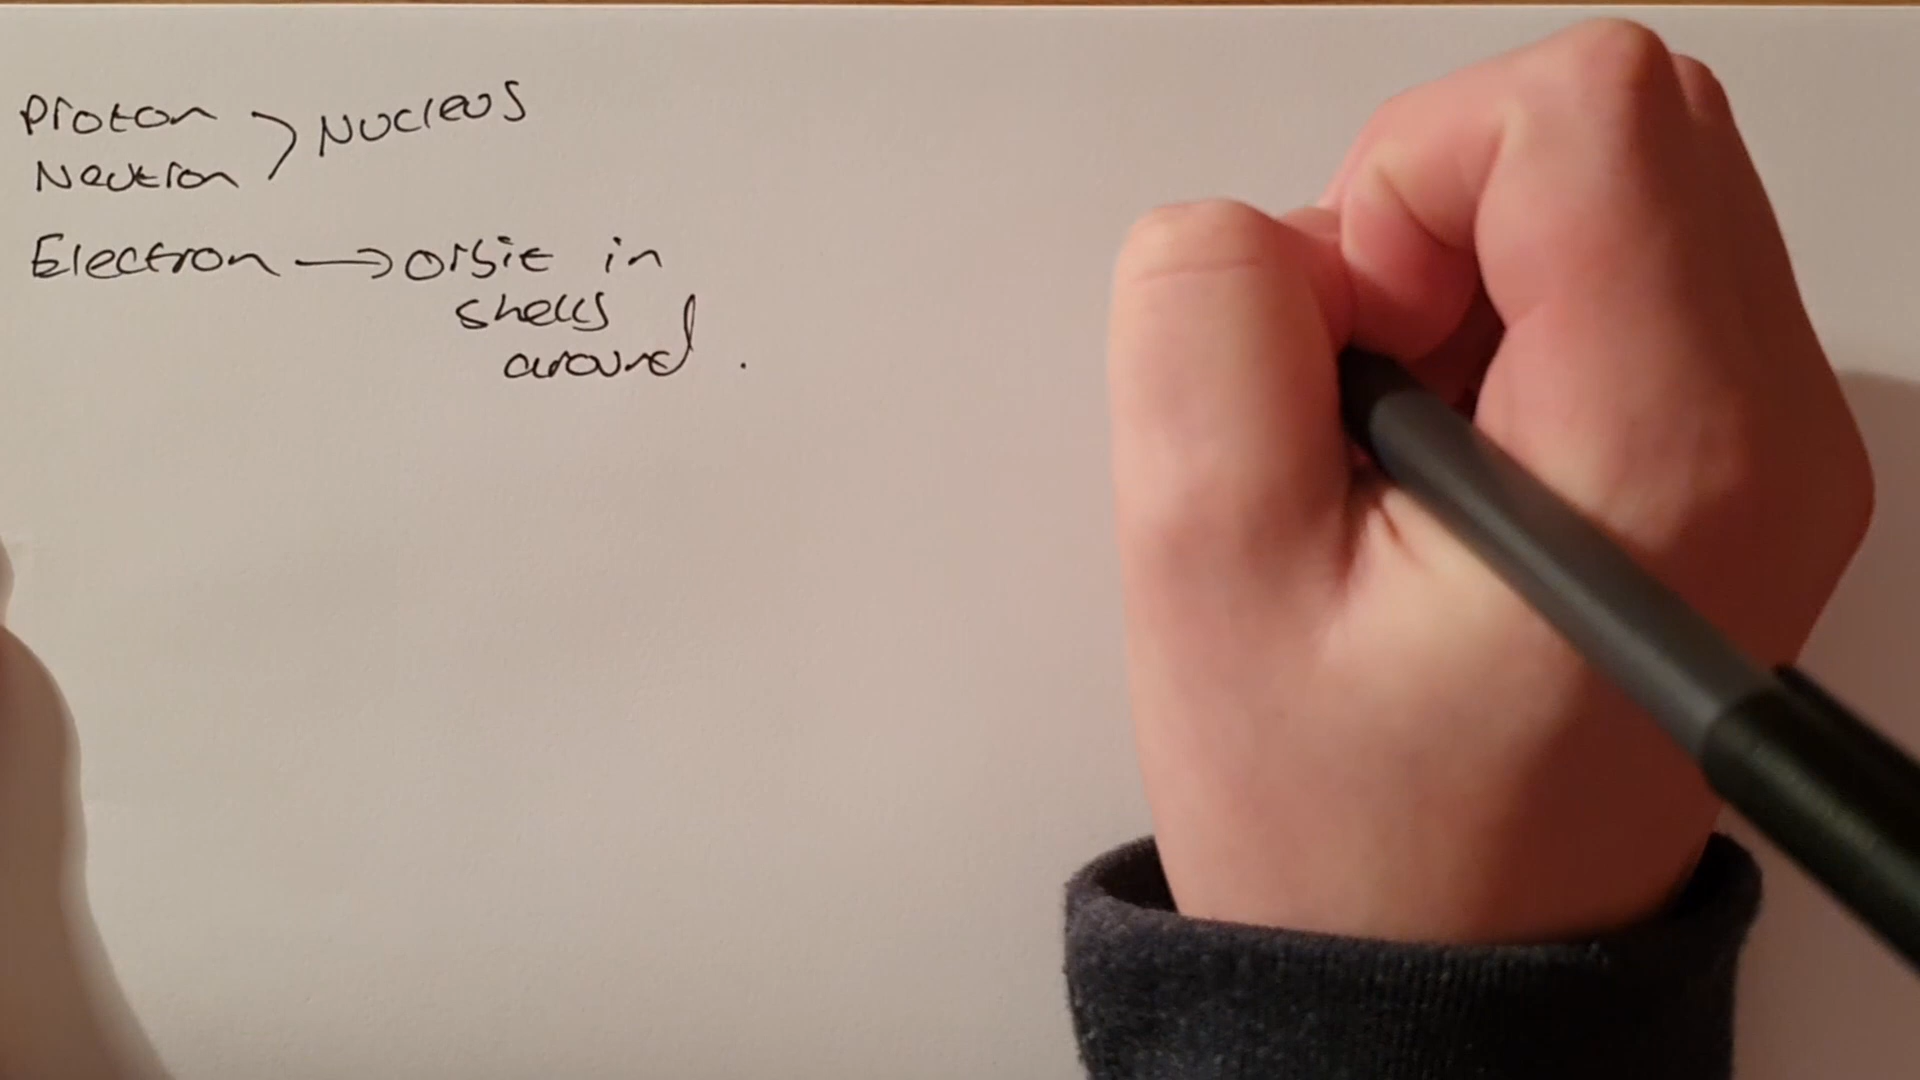 Proton
Neutron
> Nucleus
Electron → orbit in
shells
around .